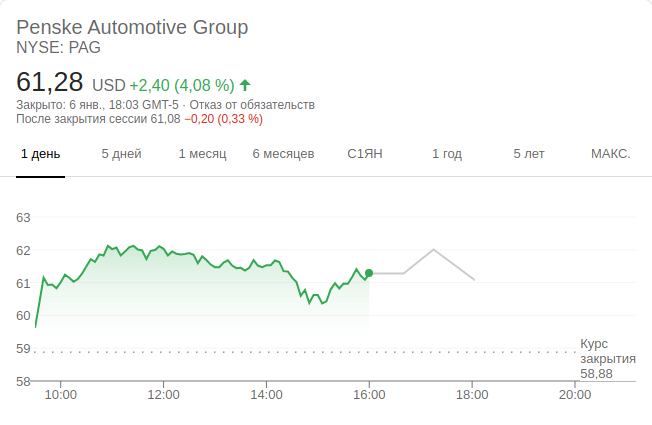 Penske Automotive Group
NYSE: PAG
61,28 USD +2,40 (4,08 %)
Закрыто: 6 янв., 18:03 GMT-5 · Отказ от обязательств
После закрытия сессии 61,08 −0,20 (0,33 %)
1 день 5 дней 1 месяц 6 месяцев С1ЯН 1 год 5 лет МАКС.
63
62
61
60
59
Курс
закрытия
58,88
58
10:00 12:00 14:00 16:00 18:00 20:00